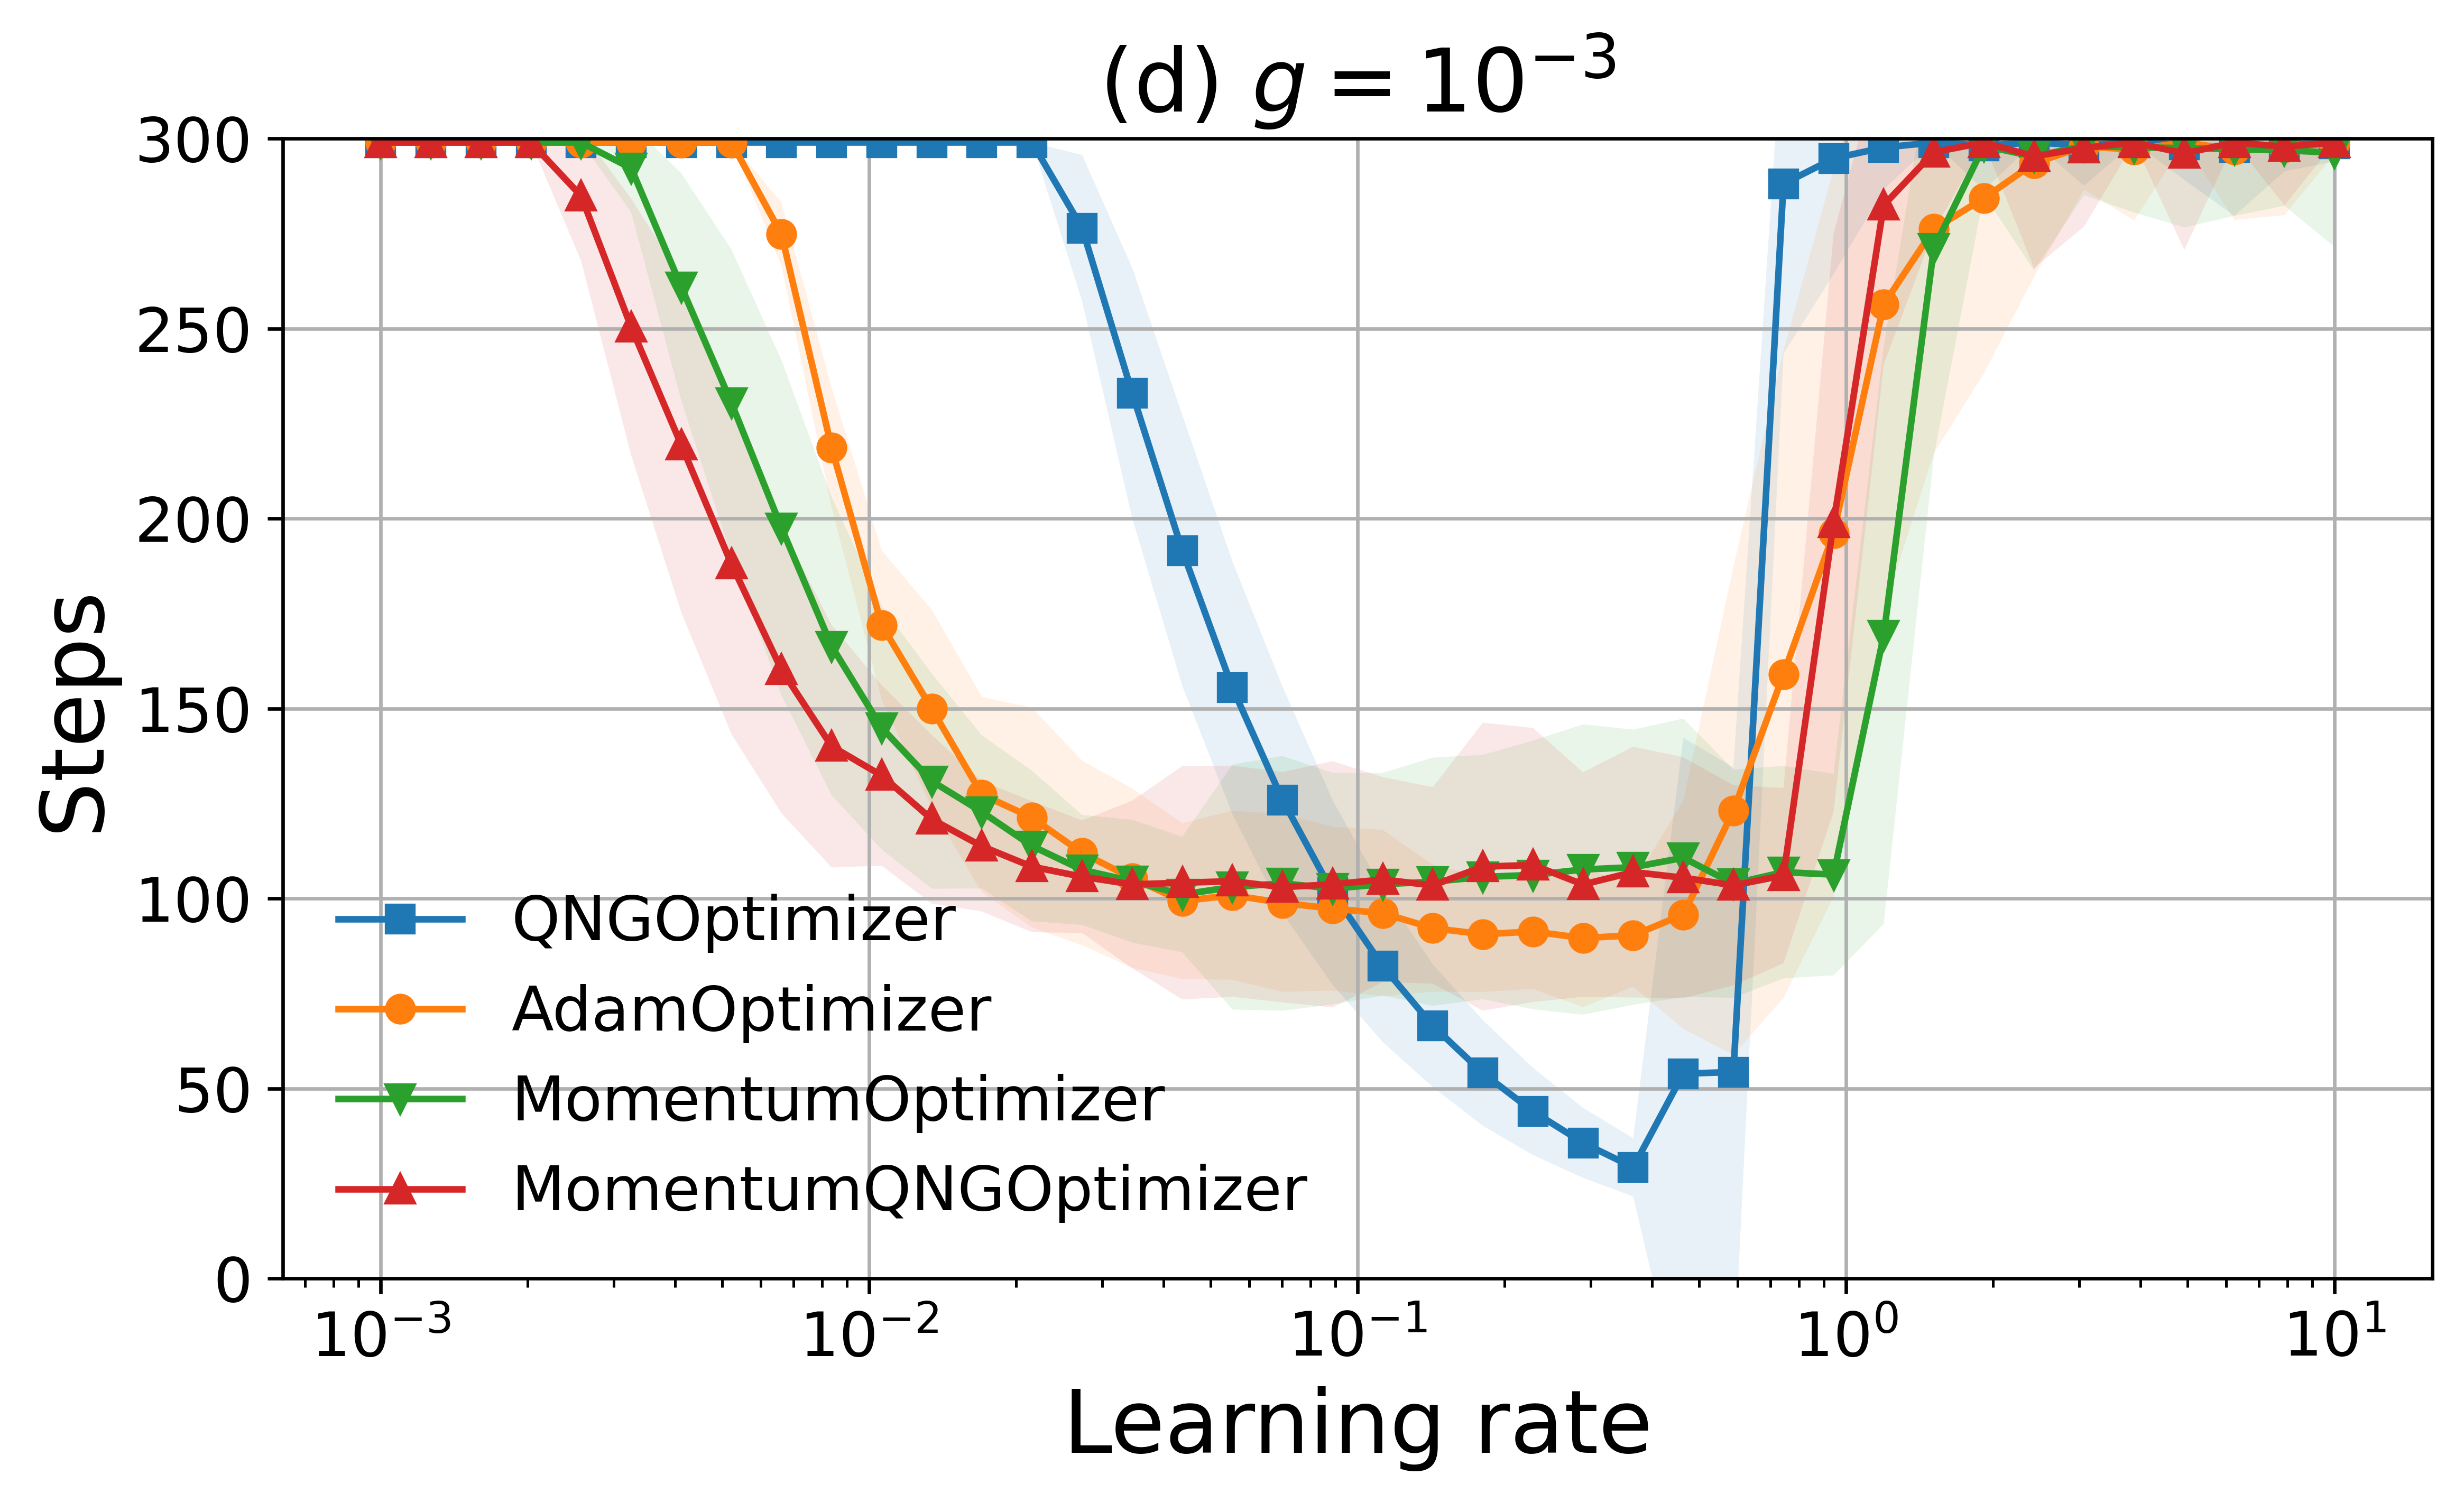 (d) g = 10⁻³
300
250
200
150
100
50
0
Steps
QNGOptimizer
AdamOptimizer
MomentumOptimizer
MomentumQNGOptimizer
10⁻³ 10⁻² 10⁻¹ 10⁰ 10¹
Learning rate